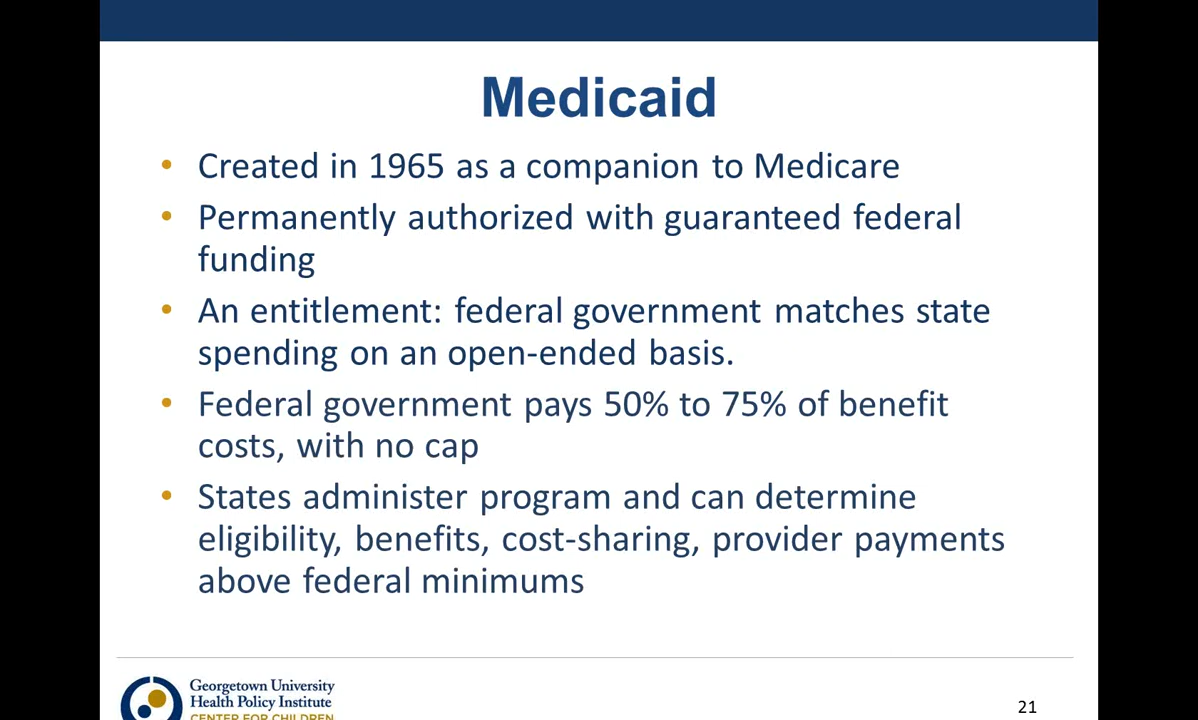 Medicaid
• Created in 1965 as a companion to Medicare
• Permanently authorized with guaranteed federal
funding
• An entitlement: federal government matches state
spending on an open-ended basis.
• Federal government pays 50% to 75% of benefit
costs, with no cap
• States administer program and can determine
eligibility, benefits, cost-sharing, provider payments
above federal minimums
Georgetown University
Health Policy Institute
CENTER FOR CHILDREN
21